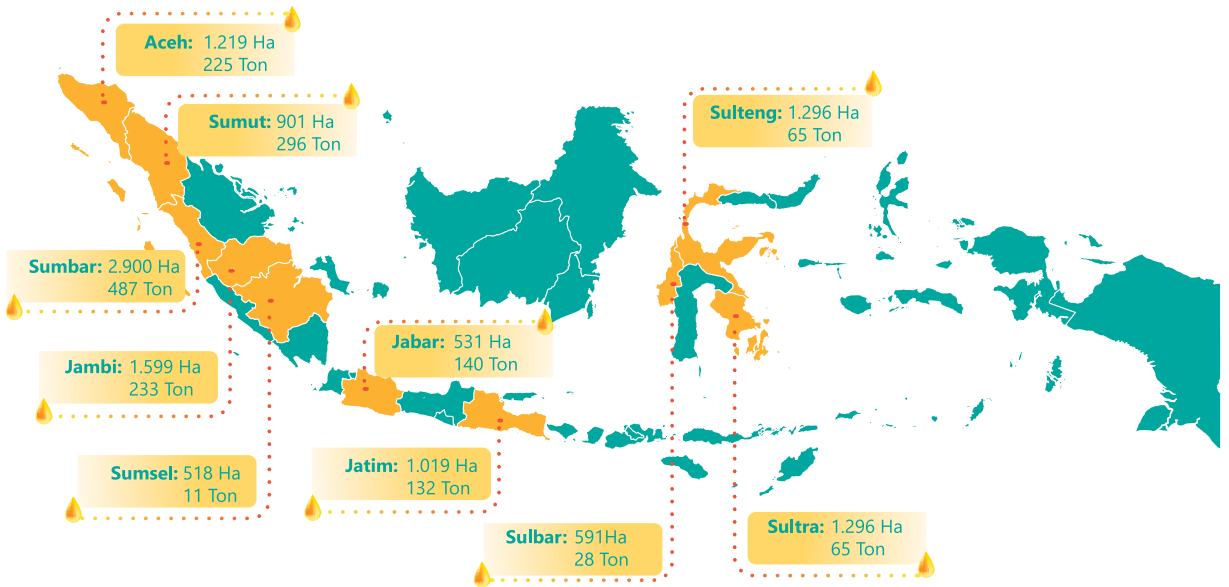 Aceh: 1.219 Ha
225 Ton
Sumut: 901 Ha
296 Ton
Sulteng: 1.296 Ha
65 Ton
Sumbar: 2.900 Ha
487 Ton
Jabar: 531 Ha
140 Ton
Jambi: 1.599 Ha
233 Ton
Sumsel: 518 Ha
11 Ton
Jatim: 1.019 Ha
132 Ton
Sulbar: 591Ha
28 Ton
Sultra: 1.296 Ha
65 Ton